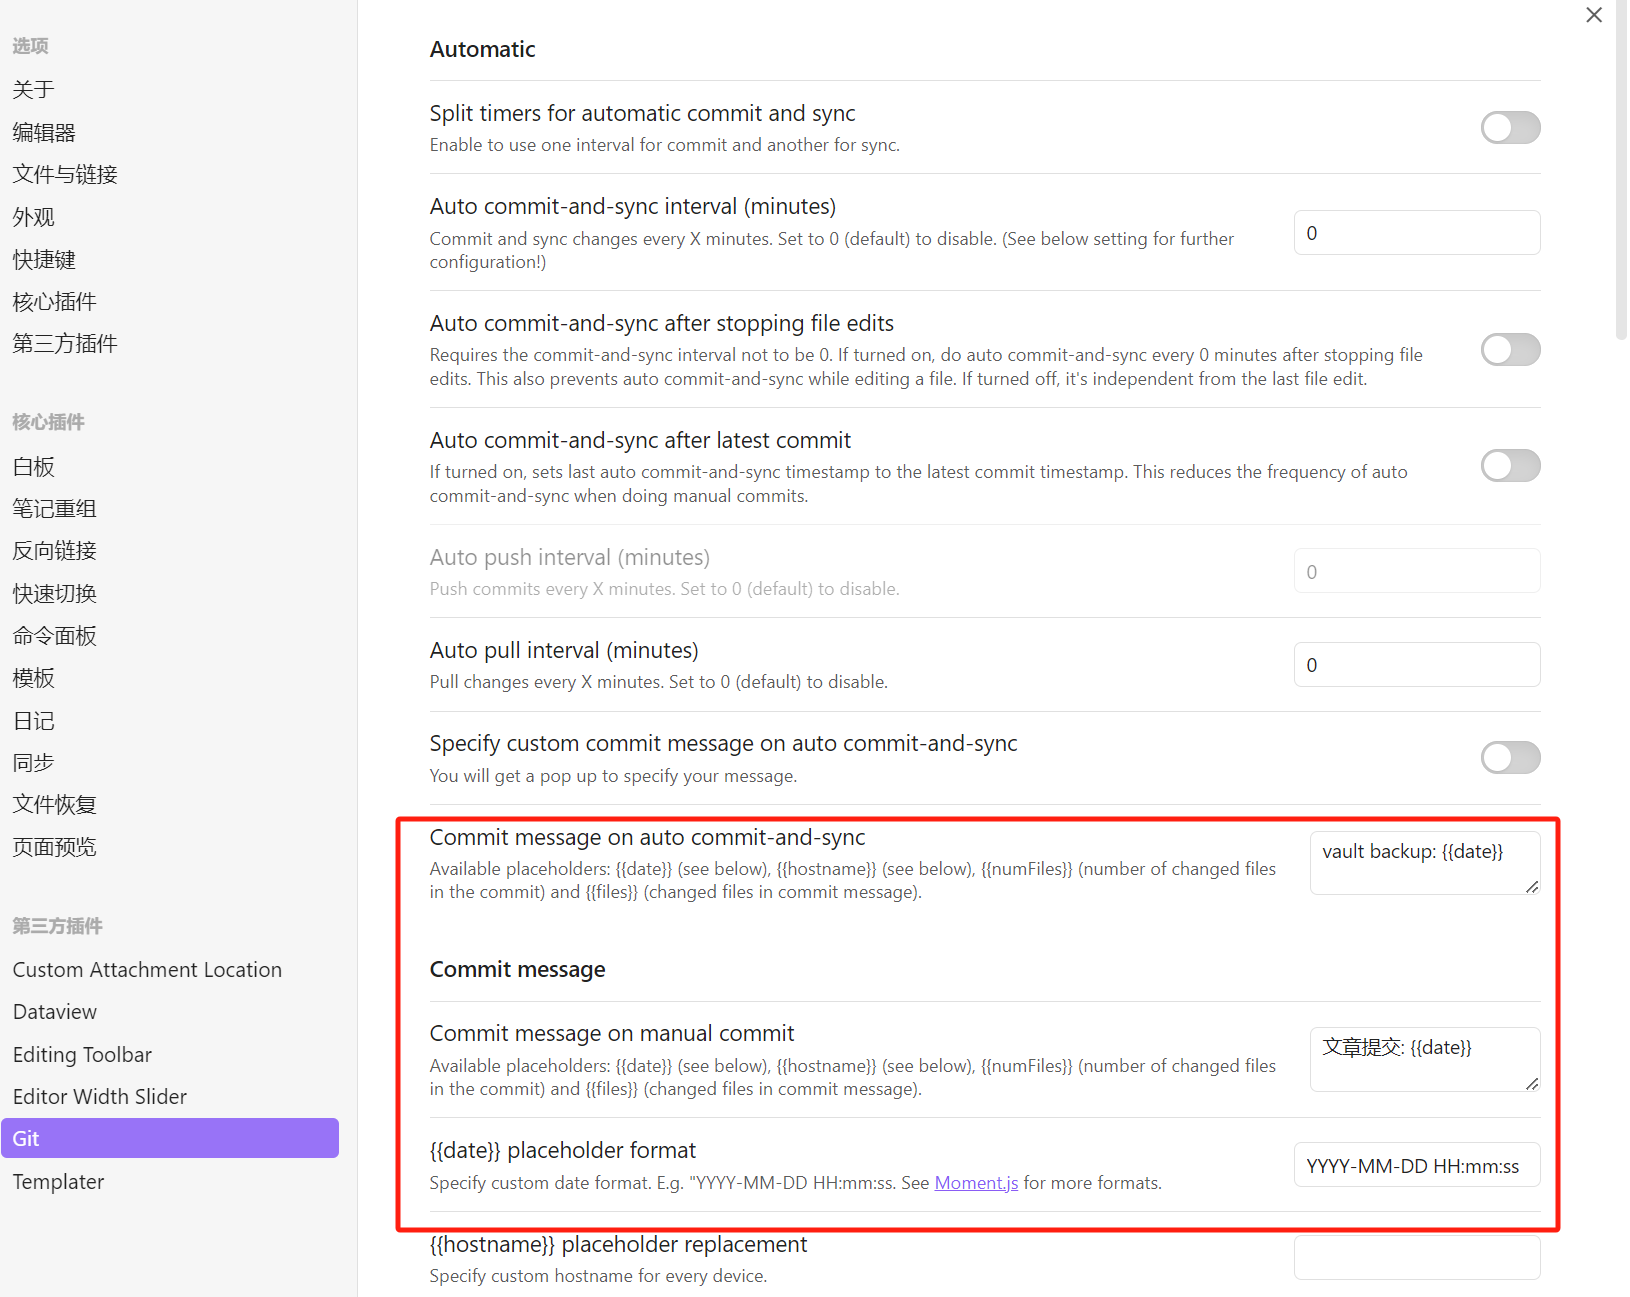 选项
关于
编辑器
文件与链接
外观
快捷键
核心插件
第三方插件
核心插件
白板
笔记重组
反向链接
快速切换
命令面板
模板
日记
同步
文件恢复
页面预览
第三方插件
Custom Attachment Location
Dataview
Editing Toolbar
Editor Width Slider
Git
Templater
Automatic
Split timers for automatic commit and sync
Enable to use one interval for commit and another for sync.
Auto commit-and-sync interval (minutes)
Commit and sync changes every X minutes. Set to 0 (default) to disable. (See below setting for further
configuration!)
0
Auto commit-and-sync after stopping file edits
Requires the commit-and-sync interval not to be 0. If turned on, do auto commit-and-sync every 0 minutes after stopping file
edits. This also prevents auto commit-and-sync while editing a file. If turned off, it's independent from the last file edit.
Auto commit-and-sync after latest commit
If turned on, sets last auto commit-and-sync timestamp to the latest commit timestamp. This reduces the frequency of auto
commit-and-sync when doing manual commits.
Auto push interval (minutes)
Push commits every X minutes. Set to 0 (default) to disable.
0
Auto pull interval (minutes)
Pull changes every X minutes. Set to 0 (default) to disable.
0
Specify custom commit message on auto commit-and-sync
You will get a pop up to specify your message.
Commit message on auto commit-and-sync
Available placeholders: {{date}} (see below), {{hostname}} (see below), {{numFiles}} (number of changed files
in the commit) and {{files}} (changed files in commit message).
vault backup: {{date}}
Commit message
Commit message on manual commit
Available placeholders: {{date}} (see below), {{hostname}} (see below), {{numFiles}} (number of changed files
in the commit) and {{files}} (changed files in commit message).
文章提交: {{date}}
{{date}} placeholder format
Specify custom date format. E.g. "YYYY-MM-DD HH:mm:ss. See Moment.js for more formats.
YYYY-MM-DD HH:mm:ss
{{hostname}} placeholder replacement
Specify custom hostname for every device.